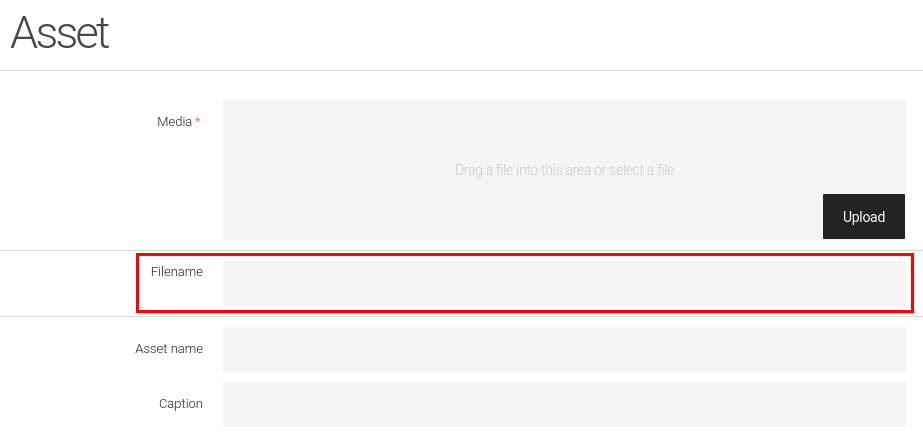 Asset
Media *
Drag a file into this area or select a file
Upload
Filename
Asset name
Caption